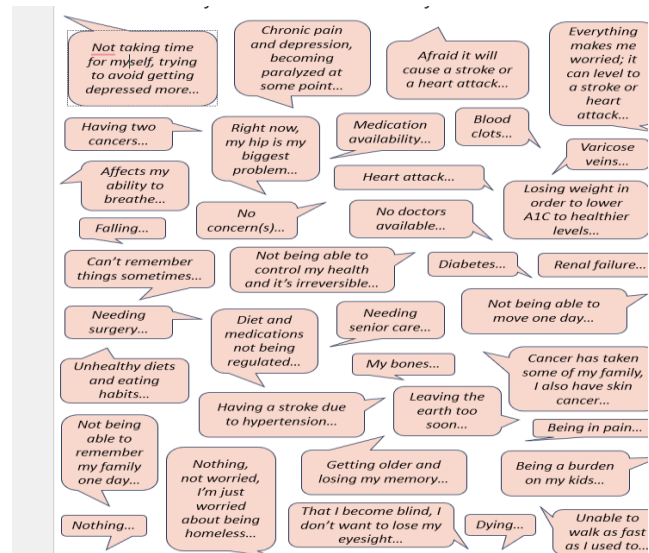 Not taking time
for myself, trying
to avoid getting
depressed more...
Chronic pain
and depression,
becoming
paralyzed at
some point...
Afraid it will
cause a stroke or
a heart attack...
Everything
makes me
worried; it
can level to
a stroke or
heart
attack...
Having two
cancers...
Right now,
my hip is my
biggest
problem...
Medication
availability...
Blood
clots...
Varicose
veins...
Affects my
ability to
breathe...
Heart attack...
Losing weight in
order to lower
A1C to healthier
levels...
Falling...
No
concern(s)...
No doctors
available...
Can't remember
things sometimes...
Not being able to
control my health
and it's irreversible...
Diabetes...
Renal failure...
Needing
surgery...
Diet and
medications
not being
regulated...
Needing
senior care...
Not being able to
move one day...
Unhealthy diets
and eating
habits...
My bones...
Cancer has taken
some of my family,
I also have skin
cancer...
Having a stroke due
to hypertension...
Leaving the
earth too
soon...
Being in pain...
Not being
able to
remember
my family
one day...
Nothing,
not worried,
I'm just
worried
about being
homeless...
Getting older and
losing my memory...
Being a burden
on my kids...
Nothing...
That I become blind, I
don't want to lose my
eyesight...
Dying...
Unable to
walk as fast
as I used to...